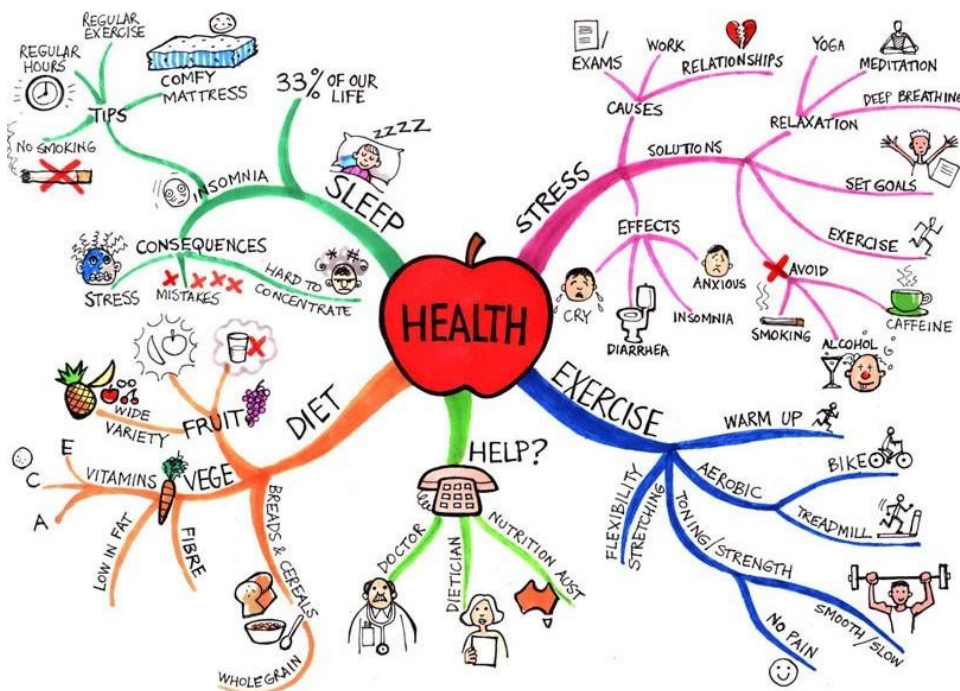 HEALTH
SLEEP
33% OF OUR
LIFE
ZZZZ
INSOMNIA
TIPS
REGULAR
HOURS
REGULAR
EXERCISE
COMFY
MATTRESS
NO SMOKING
CONSEQUENCES
STRESS
MISTAKES
HARD TO
CONCENTRATE
STRESS
CAUSES
EXAMS
WORK
RELATIONSHIPS
SOLUTIONS
RELAXATION
YOGA
MEDITATION
DEEP BREATHING
SET GOALS
EXERCISE
AVOID
SMOKING
ALCOHOL
CAFFEINE
EFFECTS
CRY
DIARRHEA
INSOMNIA
ANXIOUS
EXERCISE
WARM UP
AEROBIC
BIKE
TREADMILL
TONING/STRENGTH
SMOOTH/SLOW
NO PAIN
FLEXIBILITY
STRETCHING
HELP?
DOCTOR
DIETICIAN
NUTRITION AUST
DIET
FRUIT
WIDE
VARIETY
VEGE
VITAMINS
E
C
A
LOW IN FAT
FIBRE
BREADS & CEREALS
WHOLEGRAIN